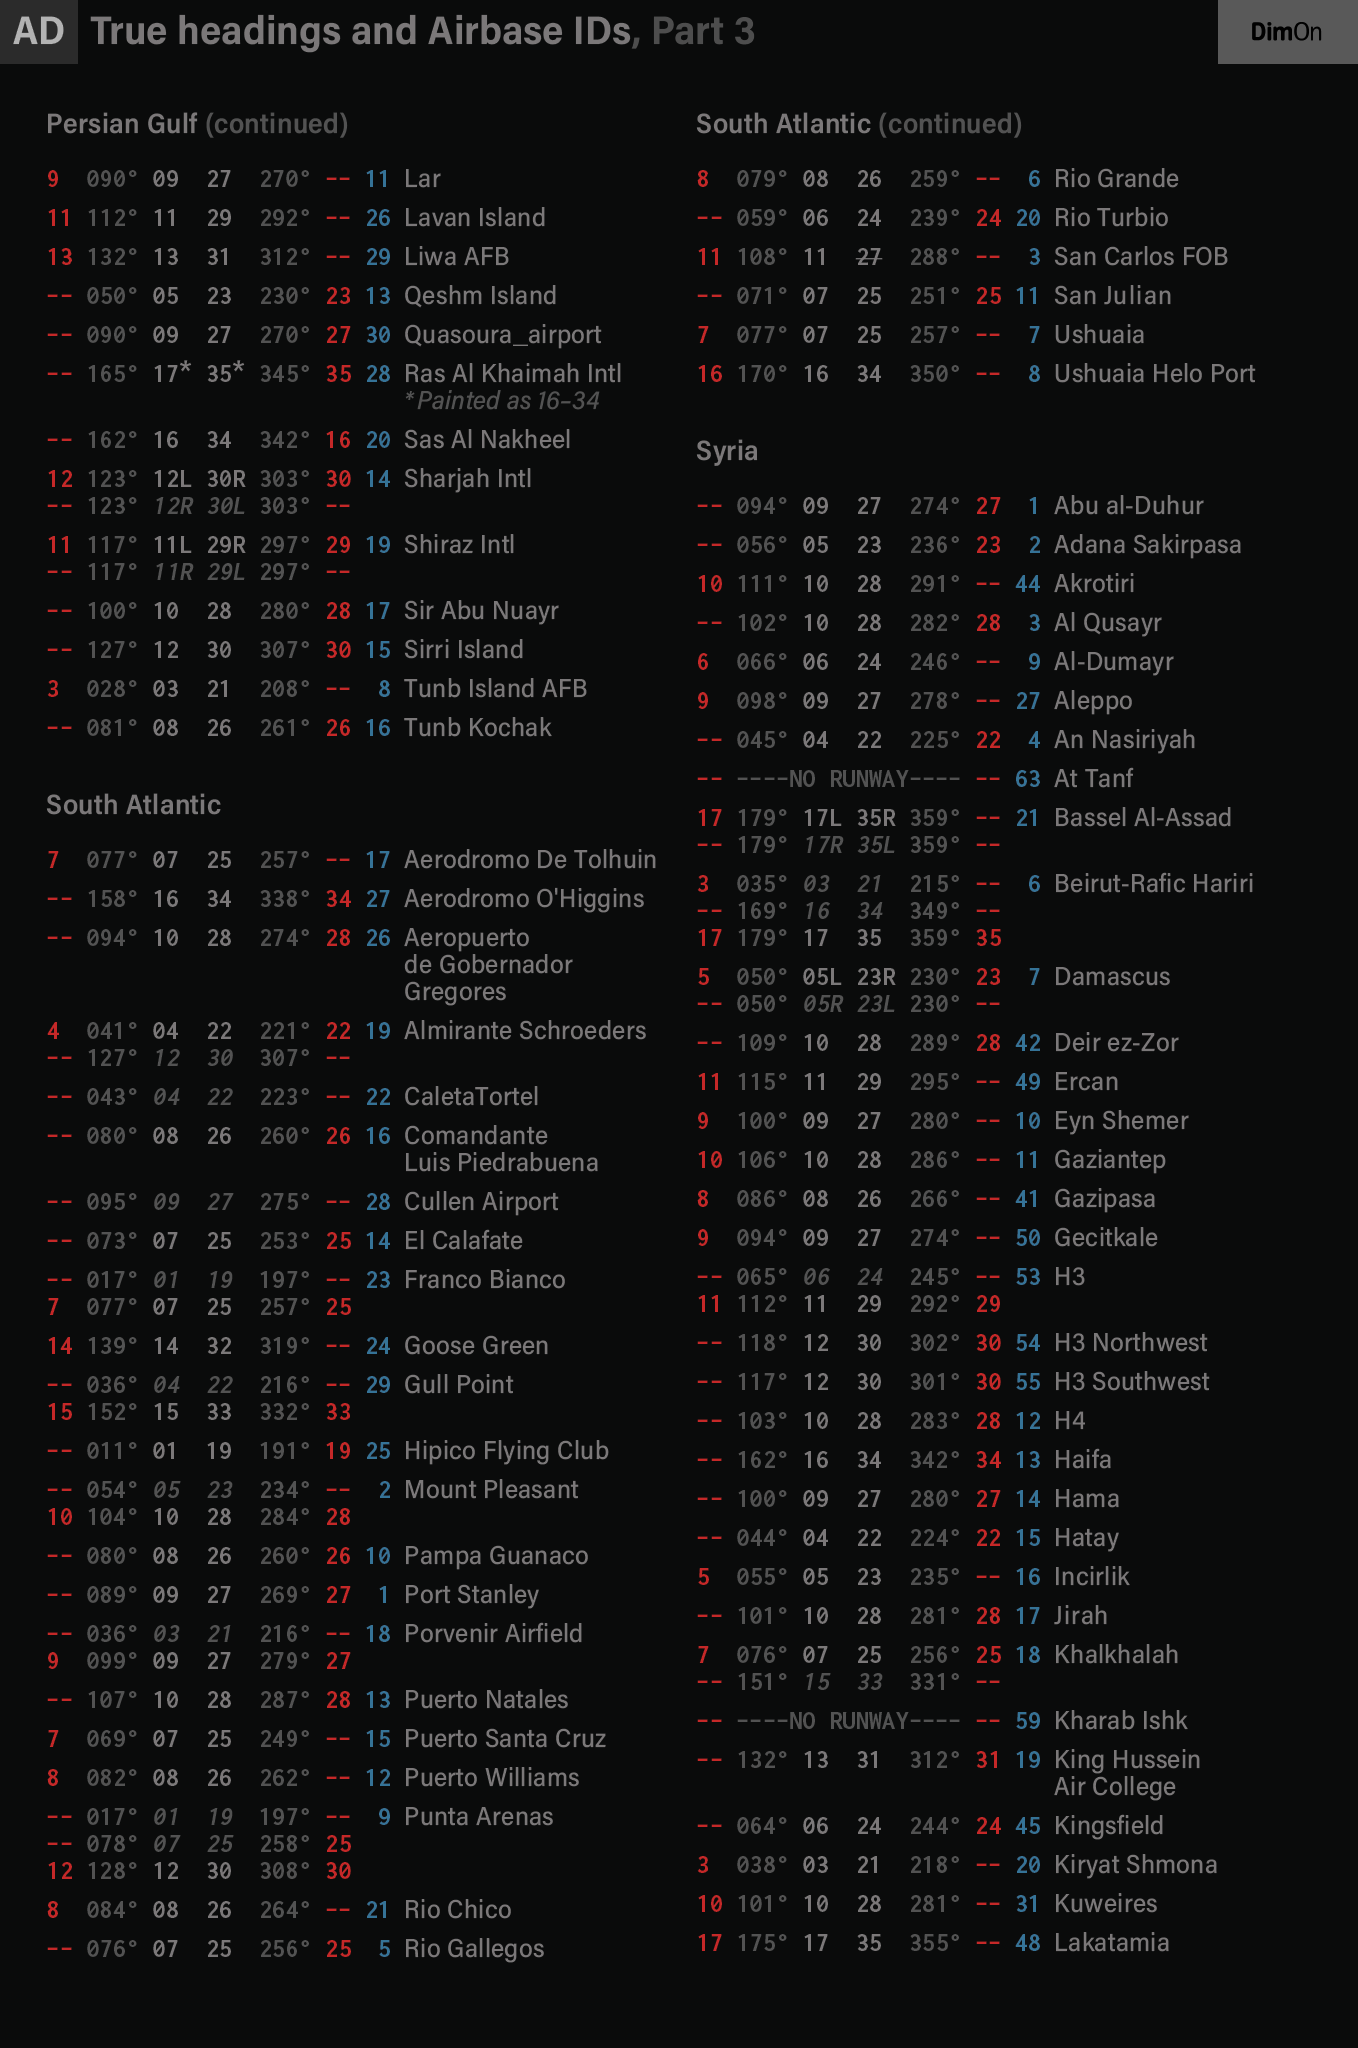 AD True headings and Airbase IDs, Part 3
DimOn
Persian Gulf (continued)
9 090° 09 27 270° -- 11 Lar
11 112° 11 29 292° -- 26 Lavan Island
13 132° 13 31 312° -- 29 Liwa AFB
-- 050° 05 23 230° 23 13 Qeshm Island
-- 090° 09 27 270° 27 30 Quasoura_airport
-- 165° 17* 35* 345° 35 28 Ras Al Khaimah Intl
*Painted as 16-34
-- 162° 16 34 342° 16 20 Sas Al Nakheel
12 123° 12L 30R 303° 30 14 Sharjah Intl
-- 123° 12R 30L 303° --
11 117° 11L 29R 297° 29 19 Shiraz Intl
-- 117° 11R 29L 297° --
-- 100° 10 28 280° 28 17 Sir Abu Nuayr
-- 127° 12 30 307° 30 15 Sirri Island
3 028° 03 21 208° -- 8 Tunb Island AFB
-- 081° 08 26 261° 26 16 Tunb Kochak
South Atlantic
7 077° 07 25 257° -- 17 Aerodromo De Tolhuin
-- 158° 16 34 338° 34 27 Aerodromo O'Higgins
-- 094° 10 28 274° 28 26 Aeropuerto
de Gobernador
Gregores
4 041° 04 22 221° 22 19 Almirante Schroeders
-- 127° 12 30 307° --
-- 043° 04 22 223° -- 22 CaletaTortel
-- 080° 08 26 260° 26 16 Comandante
Luis Piedrabuena
-- 095° 09 27 275° -- 28 Cullen Airport
-- 073° 07 25 253° 25 14 El Calafate
-- 017° 01 19 197° -- 23 Franco Bianco
7 077° 07 25 257° 25
14 139° 14 32 319° -- 24 Goose Green
-- 036° 04 22 216° -- 29 Gull Point
15 152° 15 33 332° 33
-- 011° 01 19 191° 19 25 Hipico Flying Club
-- 054° 05 23 234° -- 2 Mount Pleasant
10 104° 10 28 284° 28
-- 080° 08 26 260° 26 10 Pampa Guanaco
-- 089° 09 27 269° 27 1 Port Stanley
-- 036° 03 21 216° -- 18 Porvenir Airfield
9 099° 09 27 279° 27
-- 107° 10 28 287° 28 13 Puerto Natales
7 069° 07 25 249° -- 15 Puerto Santa Cruz
8 082° 08 26 262° -- 12 Puerto Williams
-- 017° 01 19 197° -- 9 Punta Arenas
-- 078° 07 25 258° 25
12 128° 12 30 308° 30
8 084° 08 26 264° -- 21 Rio Chico
-- 076° 07 25 256° 25 5 Rio Gallegos
South Atlantic (continued)
8 079° 08 26 259° -- 6 Rio Grande
-- 059° 06 24 239° 24 20 Rio Turbio
11 108° 11 27 288° -- 3 San Carlos FOB
-- 071° 07 25 251° 25 11 San Julian
7 077° 07 25 257° -- 7 Ushuaia
16 170° 16 34 350° -- 8 Ushuaia Helo Port
Syria
-- 094° 09 27 274° 27 1 Abu al-Duhur
-- 056° 05 23 236° 23 2 Adana Sakirpasa
10 111° 10 28 291° -- 44 Akrotiri
-- 102° 10 28 282° 28 3 Al Qusayr
6 066° 06 24 246° -- 9 Al-Dumayr
9 098° 09 27 278° -- 27 Aleppo
-- 045° 04 22 225° 22 4 An Nasiriyah
-- ----NO RUNWAY---- -- 63 At Tanf
17 179° 17L 35R 359° -- 21 Bassel Al-Assad
-- 179° 17R 35L 359° --
3 035° 03 21 215° -- 6 Beirut-Rafic Hariri
-- 169° 16 34 349° --
17 179° 17 35 359° 35
5 050° 05L 23R 230° 23 7 Damascus
-- 050° 05R 23L 230° --
-- 109° 10 28 289° 28 42 Deir ez-Zor
11 115° 11 29 295° -- 49 Ercan
9 100° 09 27 280° -- 10 Eyn Shemer
10 106° 10 28 286° -- 11 Gaziantep
8 086° 08 26 266° -- 41 Gazipasa
9 094° 09 27 274° -- 50 Gecitkale
-- 065° 06 24 245° -- 53 H3
11 112° 11 29 292° 29
-- 118° 12 30 302° 30 54 H3 Northwest
-- 117° 12 30 301° 30 55 H3 Southwest
-- 103° 10 28 283° 28 12 H4
-- 162° 16 34 342° 34 13 Haifa
-- 100° 09 27 280° 27 14 Hama
-- 044° 04 22 224° 22 15 Hatay
5 055° 05 23 235° -- 16 Incirlik
-- 101° 10 28 281° 28 17 Jirah
7 076° 07 25 256° 25 18 Khalkhalah
-- 151° 15 33 331° --
-- ----NO RUNWAY---- -- 59 Kharab Ishk
-- 132° 13 31 312° 31 19 King Hussein
Air College
-- 064° 06 24 244° 24 45 Kingsfield
3 038° 03 21 218° -- 20 Kiryat Shmona
10 101° 10 28 281° -- 31 Kuweires
17 175° 17 35 355° -- 48 Lakatamia